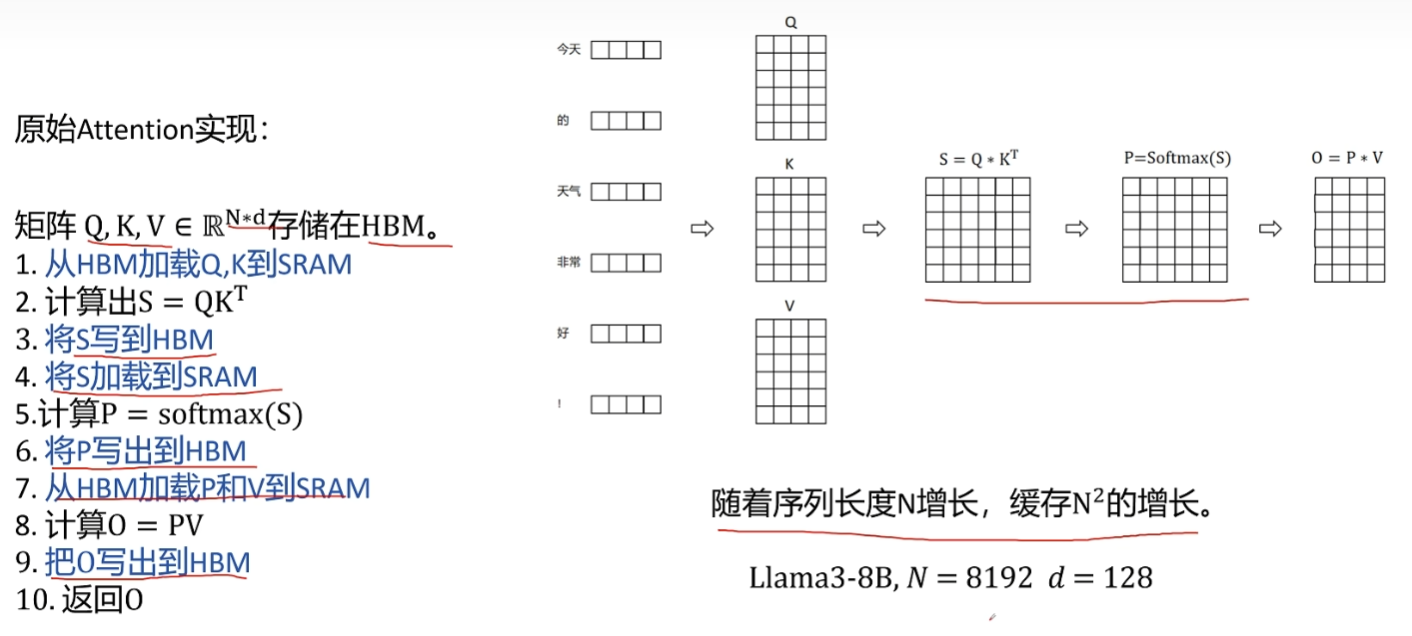 原始Attention实现：
矩阵 Q, K, V ∈ ℝ^{N*d}存储在HBM。
1. 从HBM加载Q,K到SRAM
2. 计算出S = QK^T
3. 将S写到HBM
4. 将S加载到SRAM
5.计算P = softmax(S)
6. 将P写出到HBM
7. 从HBM加载P和V到SRAM
8. 计算O = PV
9. 把O写出到HBM
10. 返回O
今天
的
天气
非常
好
！
Q
K
V
S = Q ∗ K^T
P=Softmax(S)
O = P ∗ V
随着序列长度N增长，缓存N²的增长。
Llama3-8B, N = 8192 d = 128